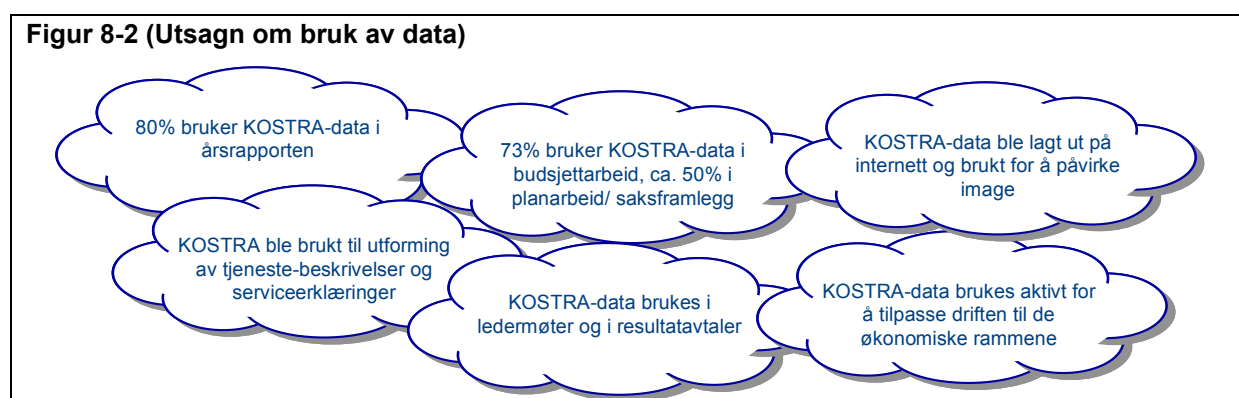 Figur 8-2 (Utsagn om bruk av data)
80% bruker KOSTRA-data i
årsrapporten
73% bruker KOSTRA-data i
budsjettarbeid, ca. 50% i
planarbeid/ saksframlegg
KOSTRA-data ble lagt ut på
internett og brukt for å påvirke
image
KOSTRA ble brukt til utforming
av tjeneste-beskrivelser og
serviceerklæringer
KOSTRA-data brukes i
ledermøter og i resultatavtaler
KOSTRA-data brukes aktivt for
å tilpasse driften til de
økonomiske rammene